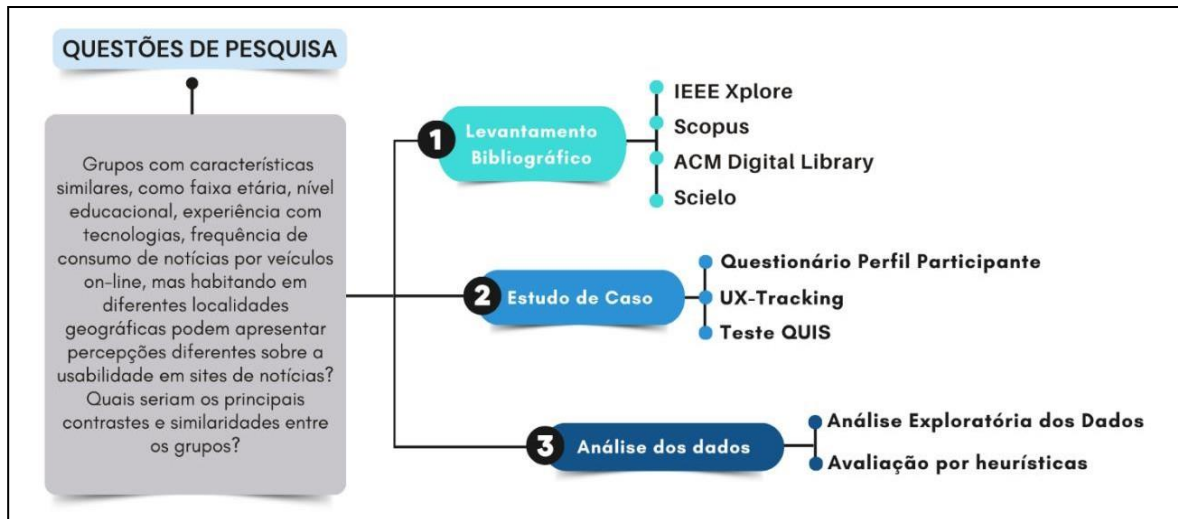 QUESTÕES DE PESQUISA
Grupos com características
similares, como faixa etária, nível
educacional, experiência com
tecnologias, frequência de
consumo de notícias por veículos
on-line, mas habitando em
diferentes localidades
geográficas podem apresentar
percepções diferentes sobre a
usabilidade em sites de notícias?
Quais seriam os principais
contrastes e similaridades entre
os grupos?
1
Levantamento
Bibliográfico
IEEE Xplore
Scopus
ACM Digital Library
Scielo
2
Estudo de Caso
Questionário Perfil Participante
UX-Tracking
Teste QUIS
3
Análise dos dados
Análise Exploratória dos Dados
Avaliação por heurísticas